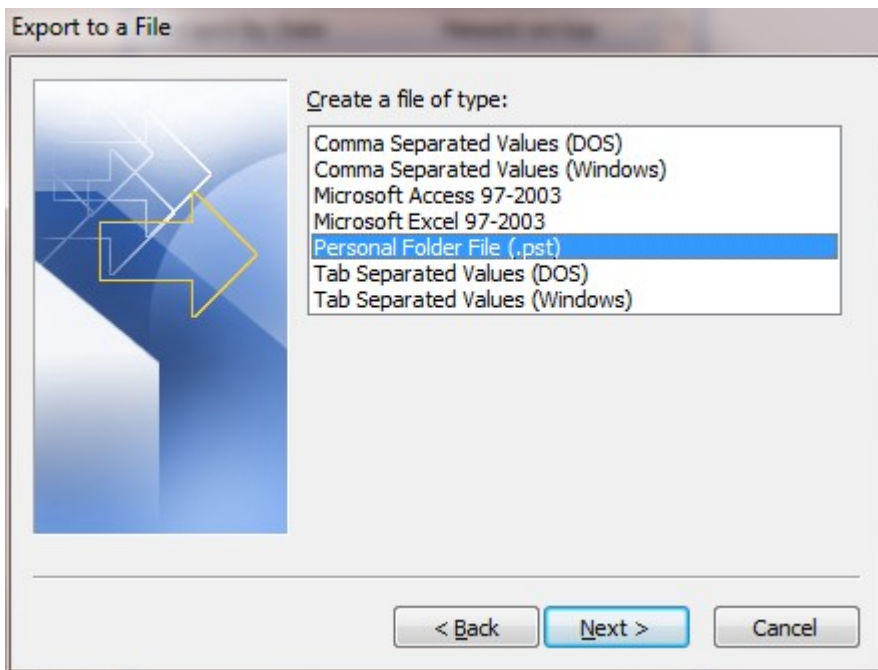 Export to a File
Create a file of type:
Comma Separated Values (DOS)
Comma Separated Values (Windows)
Microsoft Access 97-2003
Microsoft Excel 97-2003
Personal Folder File (.pst)
Tab Separated Values (DOS)
Tab Separated Values (Windows)
< Back
Next >
Cancel